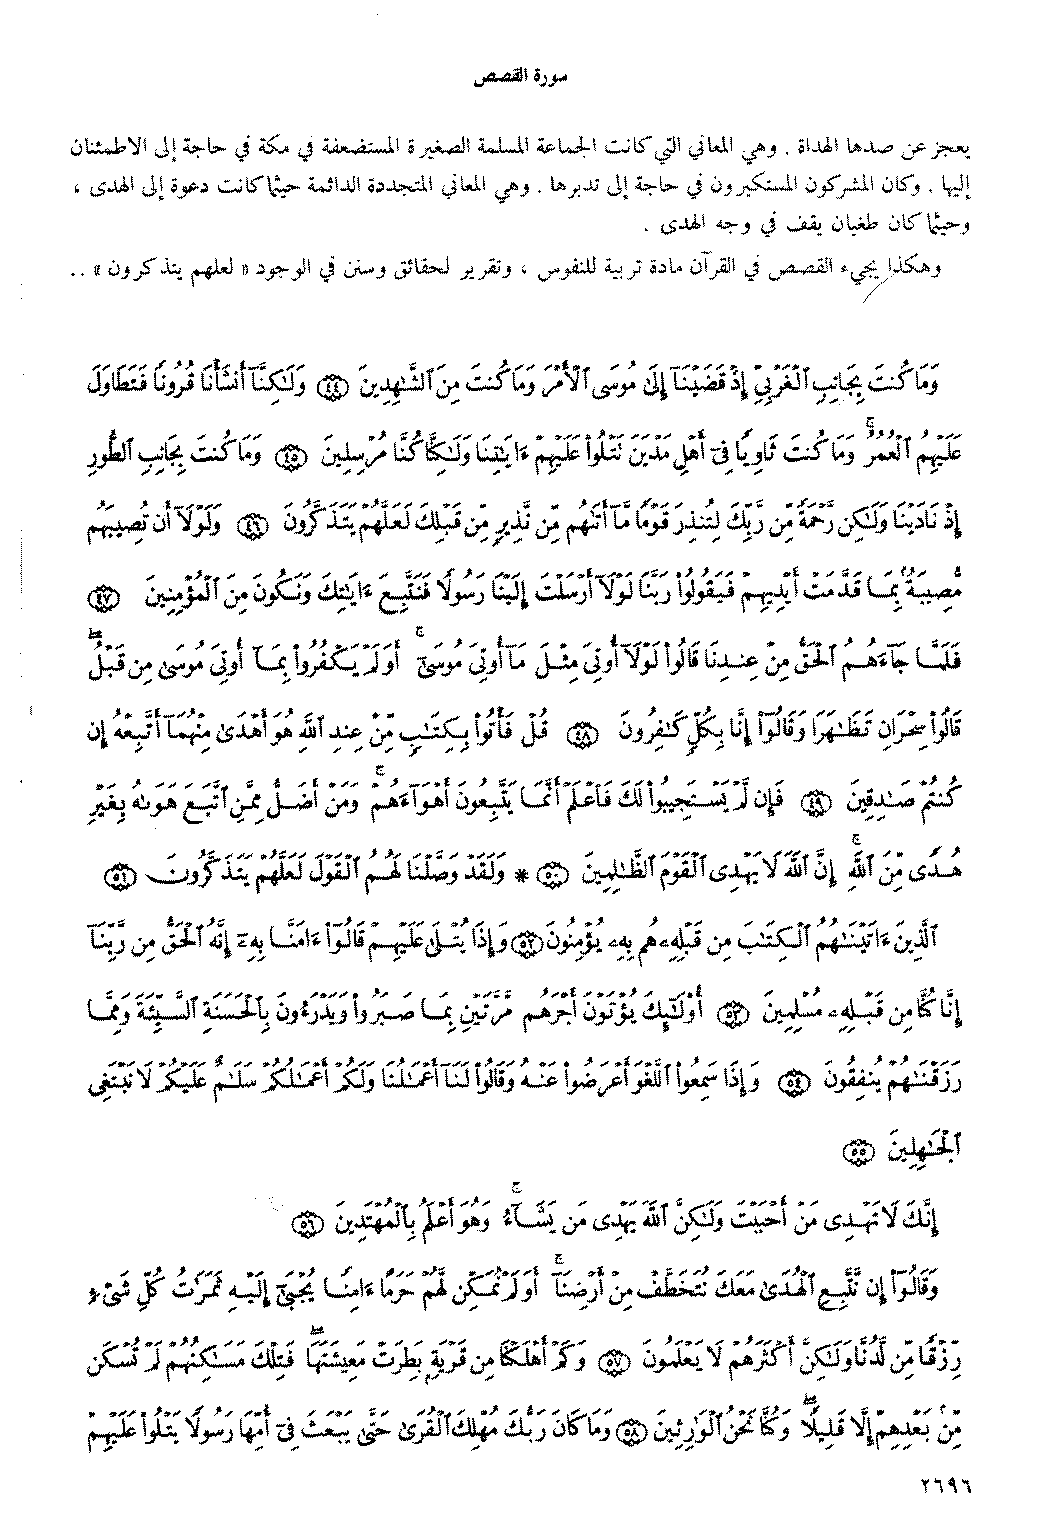 سورة القصص
يعجز عن صدها الهداة . وهي المعاني التي كانت الجماعة المسلمة الصغيرة المستضعفة في مكة في حاجة إلى الاطمئنان
إليها . وكان المشركون المستكبرون في حاجة إلى تدبرها . وهي المعاني المتجددة الدائمة حيثما كانت دعوة إلى الهدى ،
وحيثما كان طغيان يقف في وجه الهدى .
وهكذا يجيء القصص في القرآن مادة تربية للنفوس ، وتقرير لحقائق وسنن في الوجود « لعلهم يتذكرون » ..
وَمَا كُنتَ بِجَانِبِ ٱلْغَرْبِيِّ إِذْ قَضَيْنَآ إِلَىٰ مُوسَى ٱلْأَمْرَ وَمَا كُنتَ مِنَ ٱلشَّٰهِدِينَ ﴿٤٤﴾ وَلَٰكِنَّآ أَنشَأْنَا قُرُونًا فَتَطَاوَلَ
عَلَيْهِمُ ٱلْعُمُرُ ۚ وَمَا كُنتَ ثَاوِيًا فِىٓ أَهْلِ مَدْيَنَ تَتْلُوا۟ عَلَيْهِمْ ءَايَٰتِنَا وَلَٰكِنَّا كُنَّا مُرْسِلِينَ ﴿٤٥﴾ وَمَا كُنتَ بِجَانِبِ ٱلطُّورِ
إِذْ نَادَيْنَا وَلَٰكِن رَّحْمَةً مِّن رَّبِّكَ لِتُنذِرَ قَوْمًا مَّآ أَتَىٰهُم مِّن نَّذِيرٍ مِّن قَبْلِكَ لَعَلَّهُمْ يَتَذَكَّرُونَ ﴿٤٦﴾ وَلَوْلَآ أَن تُصِيبَهُم
مُّصِيبَةٌۢ بِمَا قَدَّمَتْ أَيْدِيهِمْ فَيَقُولُوا۟ رَبَّنَا لَوْلَآ أَرْسَلْتَ إِلَيْنَا رَسُولًا فَنَتَّبِعَ ءَايَٰتِكَ وَنَكُونَ مِنَ ٱلْمُؤْمِنِينَ ﴿٤٧﴾
فَلَمَّا جَآءَهُمُ ٱلْحَقُّ مِنْ عِندِنَا قَالُوا۟ لَوْلَآ أُوتِىَ مِثْلَ مَآ أُوتِىَ مُوسَىٰٓ ۚ أَوَلَمْ يَكْفُرُوا۟ بِمَآ أُوتِىَ مُوسَىٰ مِن قَبْلُ ۖ
قَالُوا۟ سِحْرَانِ تَظَٰهَرَا وَقَالُوٓا۟ إِنَّا بِكُلٍّ كَٰفِرُونَ ﴿٤٨﴾ قُلْ فَأْتُوا۟ بِكِتَٰبٍ مِّنْ عِندِ ٱللَّهِ هُوَ أَهْدَىٰ مِنْهُمَآ أَتَّبِعْهُ إِن
كُنتُمْ صَٰدِقِينَ ﴿٤٩﴾ فَإِن لَّمْ يَسْتَجِيبُوا۟ لَكَ فَٱعْلَمْ أَنَّمَا يَتَّبِعُونَ أَهْوَآءَهُمْ ۚ وَمَنْ أَضَلُّ مِمَّنِ ٱتَّبَعَ هَوَىٰهُ بِغَيْرِ
هُدًى مِّنَ ٱللَّهِ ۚ إِنَّ ٱللَّهَ لَا يَهْدِى ٱلْقَوْمَ ٱلظَّٰلِمِينَ ﴿٥٠﴾ * وَلَقَدْ وَصَّلْنَا لَهُمُ ٱلْقَوْلَ لَعَلَّهُمْ يَتَذَكَّرُونَ ﴿٥١﴾
ٱلَّذِينَ ءَاتَيْنَٰهُمُ ٱلْكِتَٰبَ مِن قَبْلِهِۦ هُم بِهِۦ يُؤْمِنُونَ ﴿٥٢﴾ وَإِذَا يُتْلَىٰ عَلَيْهِمْ قَالُوٓا۟ ءَامَنَّا بِهِۦٓ إِنَّهُ ٱلْحَقُّ مِن رَّبِّنَآ
إِنَّا كُنَّا مِن قَبْلِهِۦ مُسْلِمِينَ ﴿٥٣﴾ أُو۟لَٰٓئِكَ يُؤْتَوْنَ أَجْرَهُم مَّرَّتَيْنِ بِمَا صَبَرُوا۟ وَيَدْرَءُونَ بِٱلْحَسَنَةِ ٱلسَّيِّئَةَ وَمِمَّا
رَزَقْنَٰهُمْ يُنفِقُونَ ﴿٥٤﴾ وَإِذَا سَمِعُوا۟ ٱللَّغْوَ أَعْرَضُوا۟ عَنْهُ وَقَالُوا۟ لَنَآ أَعْمَٰلُنَا وَلَكُمْ أَعْمَٰلُكُمْ سَلَٰمٌ عَلَيْكُمْ لَا نَبْتَغِى
ٱلْجَٰهِلِينَ ﴿٥٥﴾
إِنَّكَ لَا تَهْدِى مَنْ أَحْبَبْتَ وَلَٰكِنَّ ٱللَّهَ يَهْدِى مَن يَشَآءُ ۚ وَهُوَ أَعْلَمُ بِٱلْمُهْتَدِينَ ﴿٥٦﴾
وَقَالُوٓا۟ إِن نَّتَّبِعِ ٱلْهُدَىٰ مَعَكَ نُتَخَطَّفْ مِنْ أَرْضِنَآ ۚ أَوَلَمْ نُمَكِّن لَّهُمْ حَرَمًا ءَامِنًا يُجْبَىٰٓ إِلَيْهِ ثَمَرَٰتُ كُلِّ شَىْءٍ
رِّزْقًا مِّن لَّدُنَّا وَلَٰكِنَّ أَكْثَرَهُمْ لَا يَعْلَمُونَ ﴿٥٧﴾ وَكَمْ أَهْلَكْنَا مِن قَرْيَةٍۭ بَطِرَتْ مَعِيشَتَهَا ۖ فَتِلْكَ مَسَٰكِنُهُمْ لَمْ تُسْكَن
مِّنۢ بَعْدِهِمْ إِلَّا قَلِيلًا ۖ وَكُنَّا نَحْنُ ٱلْوَٰرِثِينَ ﴿٥٨﴾ وَمَا كَانَ رَبُّكَ مُهْلِكَ ٱلْقُرَىٰ حَتَّىٰ يَبْعَثَ فِىٓ أُمِّهَا رَسُولًا يَتْلُوا۟ عَلَيْهِمْ
٢٦٩٦